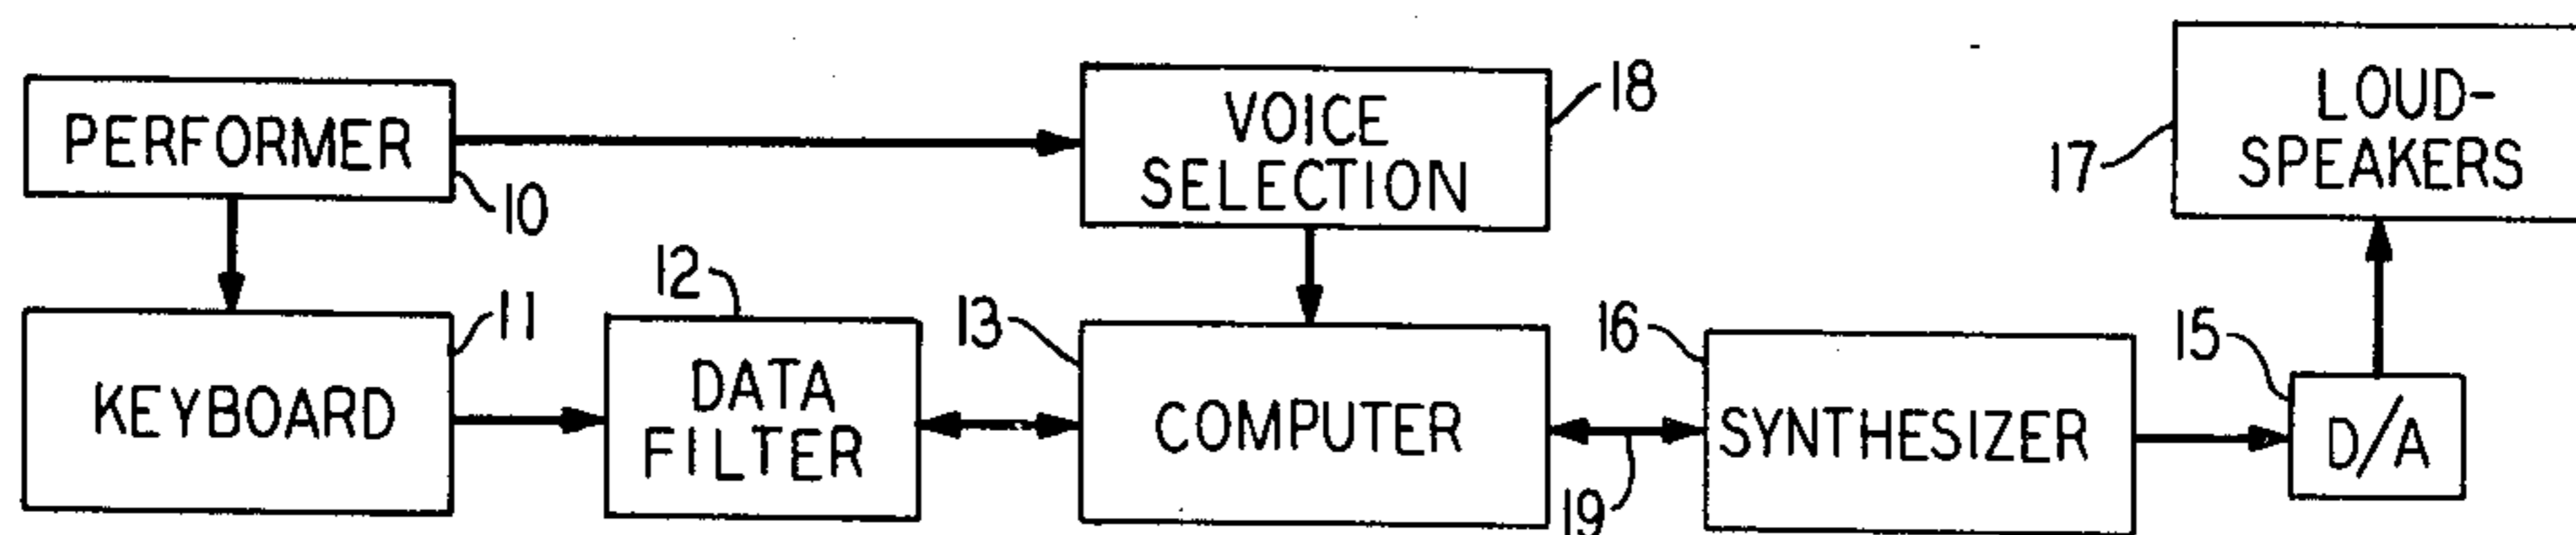 PERFORMER
10
VOICE
SELECTION
18
LOUD-
SPEAKERS
17
KEYBOARD
11
DATA
FILTER
12
COMPUTER
13
19
SYNTHESIZER
16
D/A
15